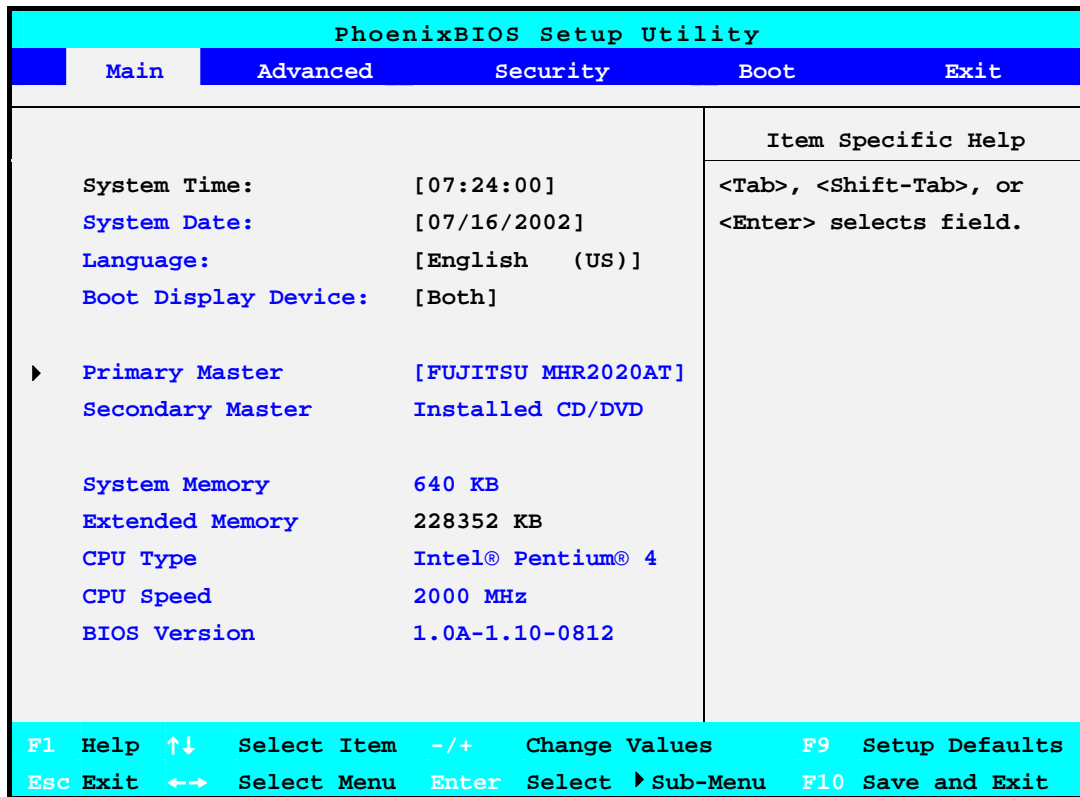 PhoenixBIOS Setup Utility
Main Advanced Security Boot Exit
Item Specific Help
System Time: [07:24:00] <Tab>, <Shift-Tab>, or
System Date: [07/16/2002] <Enter> selects field.
Language: [English (US)]
Boot Display Device: [Both]
Primary Master [FUJITSU MHR2020AT]
Secondary Master Installed CD/DVD
System Memory 640 KB
Extended Memory 228352 KB
CPU Type Intel® Pentium® 4
CPU Speed 2000 MHz
BIOS Version 1.0A-1.10-0812
F1 Help ↑↓ Select Item -/+ Change Values F9 Setup Defaults
Esc Exit ←→ Select Menu Enter Select ▶Sub-Menu F10 Save and Exit